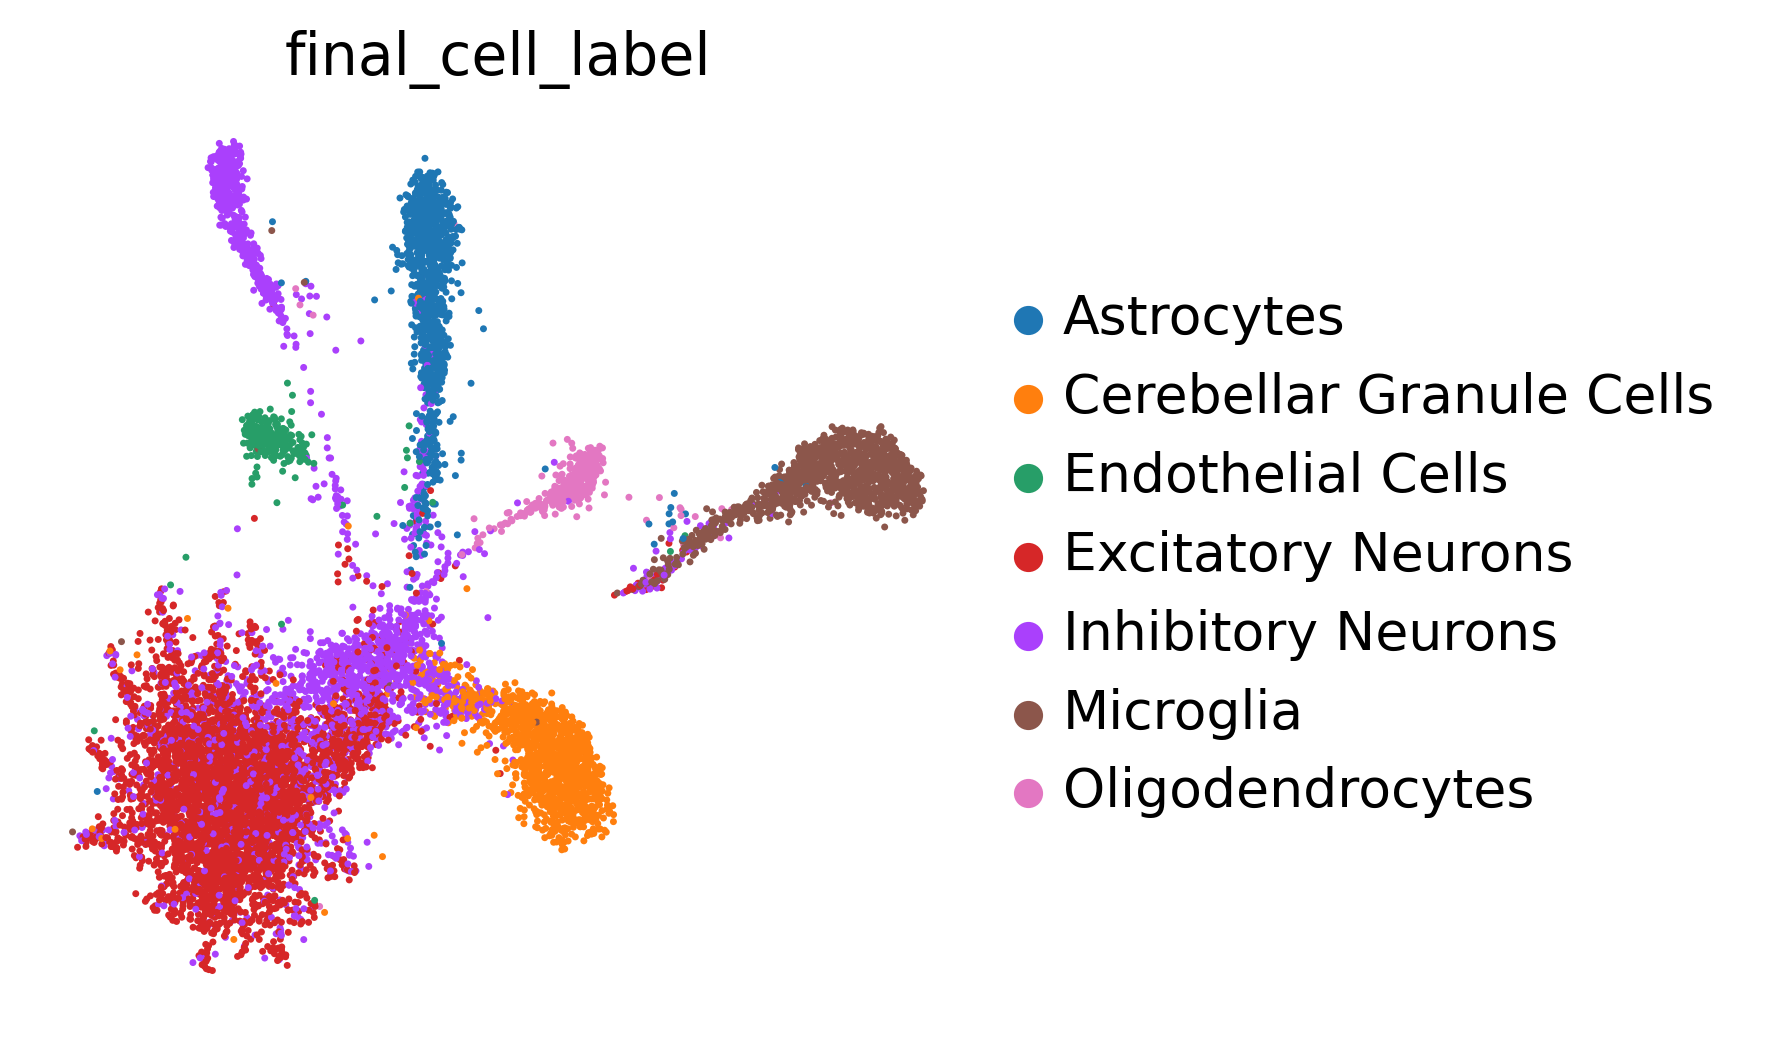 final_cell_label
Astrocytes
Cerebellar Granule Cells
Endothelial Cells
Excitatory Neurons
Inhibitory Neurons
Microglia
Oligodendrocytes